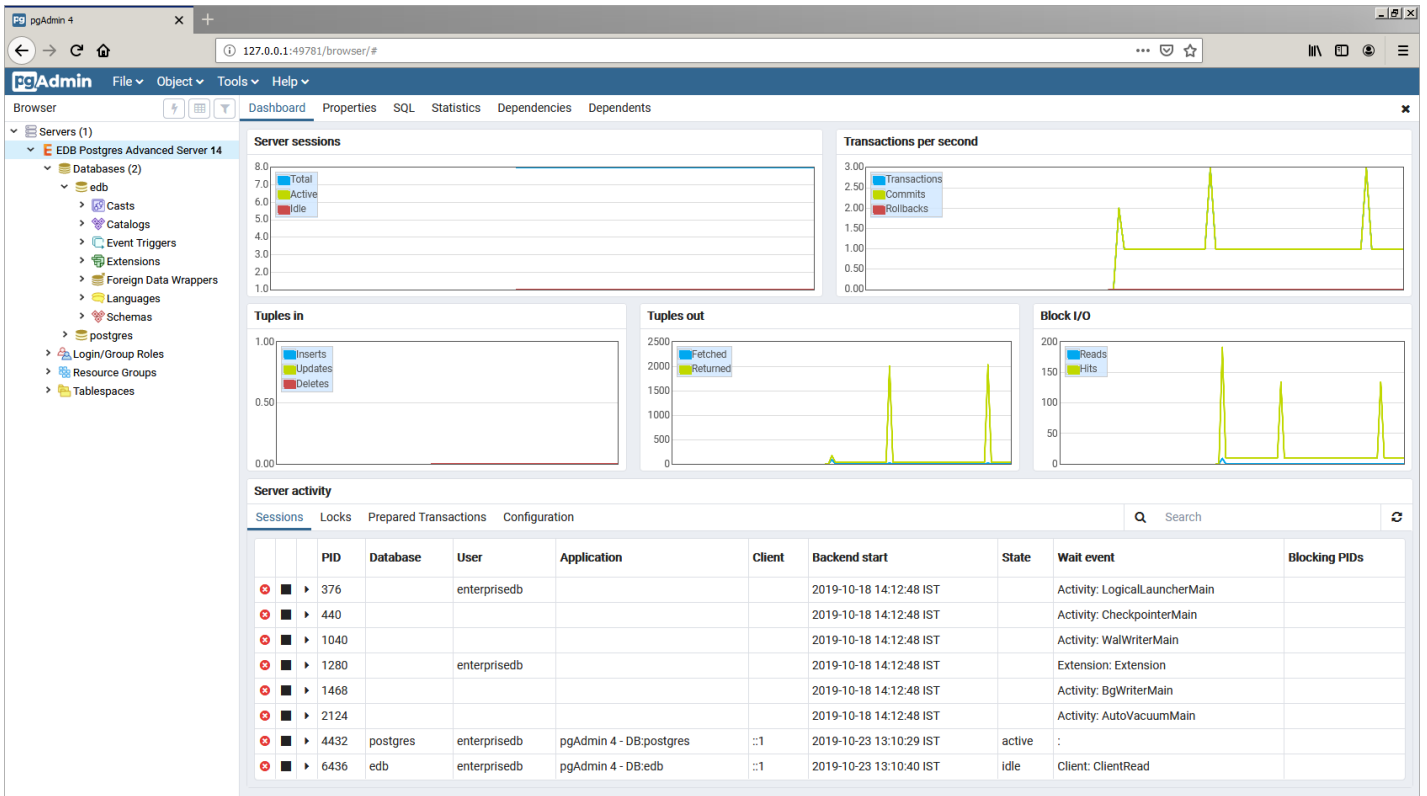 pgAdmin 4
127.0.0.1:49781/browser/#
pgAdmin File Object Tools Help
Browser
Dashboard Properties SQL Statistics Dependencies Dependents
Servers (1)
EDB Postgres Advanced Server 14
Databases (2)
edb
Casts
Catalogs
Event Triggers
Extensions
Foreign Data Wrappers
Languages
Schemas
postgres
Login/Group Roles
Resource Groups
Tablespaces
Server sessions
8.0
7.0
6.0
5.0
4.0
3.0
2.0
1.0
Total
Active
Idle
Transactions per second
3.00
2.50
2.00
1.50
1.00
0.50
0.00
Transactions
Commits
Rollbacks
Tuples in
1.00
0.50
0.00
Inserts
Updates
Deletes
Tuples out
2500
2000
1500
1000
500
0
Fetched
Returned
Block I/O
200
150
100
50
0
Reads
Hits
Server activity
Sessions Locks Prepared Transactions Configuration Search
PID Database User Application Client Backend start State Wait event Blocking PIDs
376 enterprisedb 2019-10-18 14:12:48 IST Activity: LogicalLauncherMain
440 2019-10-18 14:12:48 IST Activity: CheckpointerMain
1040 2019-10-18 14:12:48 IST Activity: WalWriterMain
1280 enterprisedb 2019-10-18 14:12:48 IST Extension: Extension
1468 2019-10-18 14:12:48 IST Activity: BgWriterMain
2124 2019-10-18 14:12:48 IST Activity: AutoVacuumMain
4432 postgres enterprisedb pgAdmin 4 - DB:postgres ::1 2019-10-23 13:10:29 IST active :
6436 edb enterprisedb pgAdmin 4 - DB:edb ::1 2019-10-23 13:10:40 IST idle Client: ClientRead